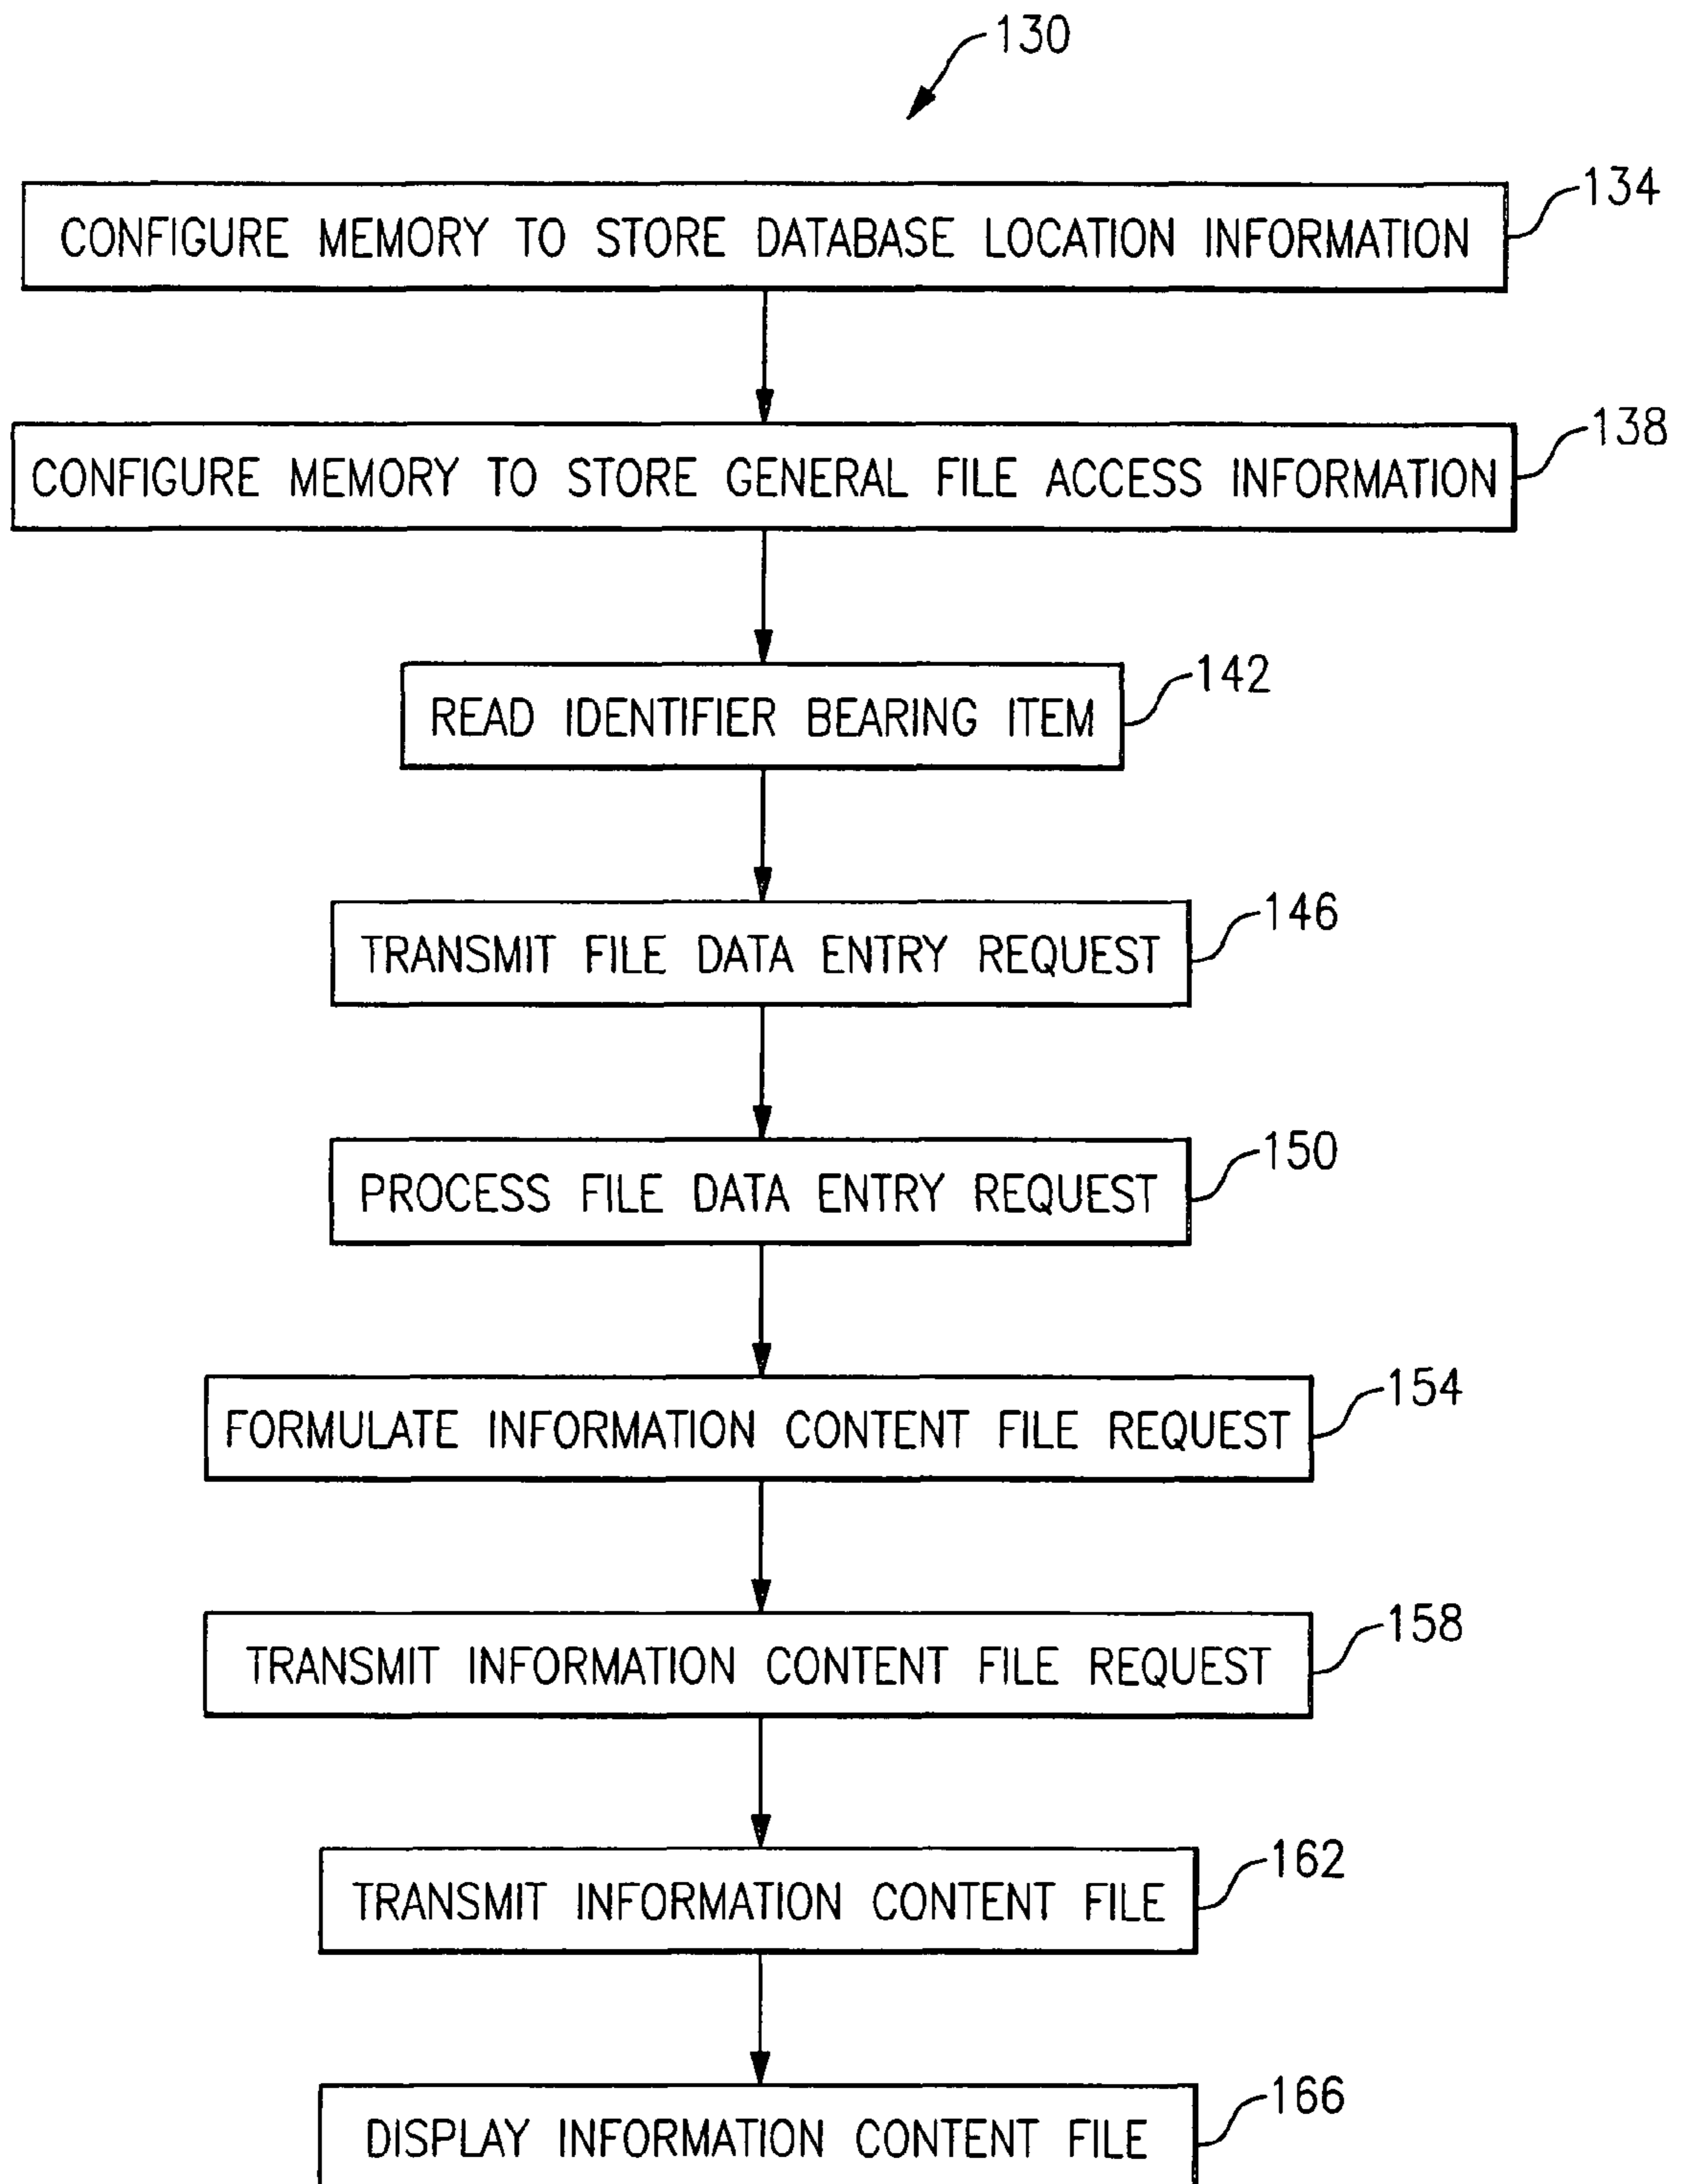 130
CONFIGURE MEMORY TO STORE DATABASE LOCATION INFORMATION
134
CONFIGURE MEMORY TO STORE GENERAL FILE ACCESS INFORMATION
138
READ IDENTIFIER BEARING ITEM
142
TRANSMIT FILE DATA ENTRY REQUEST
146
PROCESS FILE DATA ENTRY REQUEST
150
FORMULATE INFORMATION CONTENT FILE REQUEST
154
TRANSMIT INFORMATION CONTENT FILE REQUEST
158
TRANSMIT INFORMATION CONTENT FILE
162
DISPLAY INFORMATION CONTENT FILE
166